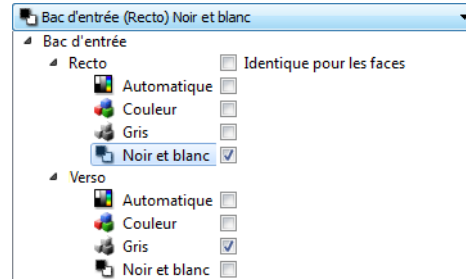 Bac d'entrée (Recto) Noir et blanc
Bac d'entrée
Recto Identique pour les faces
Automatique
Couleur
Gris
Noir et blanc
Verso
Automatique
Couleur
Gris
Noir et blanc